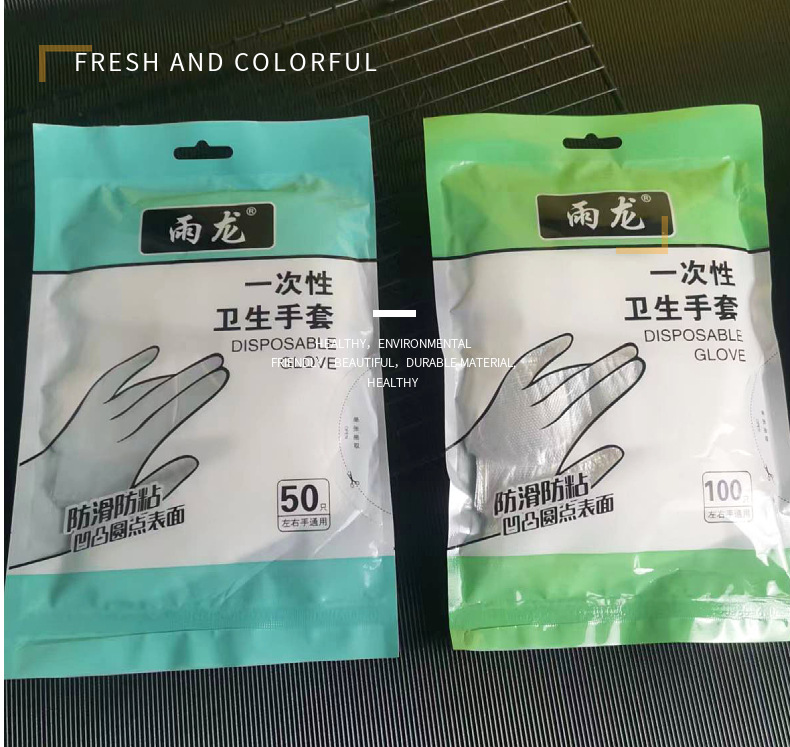 FRESH AND COLORFUL
雨龙®
一次性
卫生手套
DISPOSABLE
GLOVE
防滑防粘
凹凸圆点表面
50只
左右手通用
HEALTHY，ENVIRONMENTAL
FRIENDLY，BEAUTIFUL，DURABLE MATERIAL,
HEALTHY
雨龙®
一次性
卫生手套
DISPOSABLE
GLOVE
防滑防粘
凹凸圆点表面
100只
左右手通用